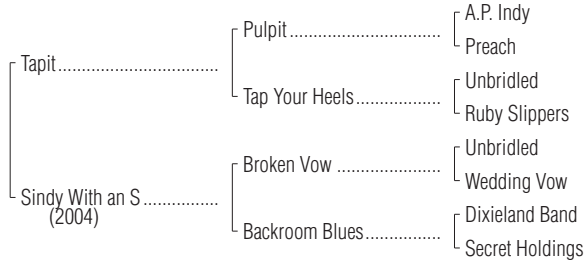 A.P. Indy
Pulpit........................................
Preach
Tapit..................................
Unbridled
Tap Your Heels......................
Ruby Slippers
Unbridled
Broken Vow ..........................
Wedding Vow
Sindy With an S................
(2004)
Dixieland Band
Backroom Blues...................
Secret Holdings